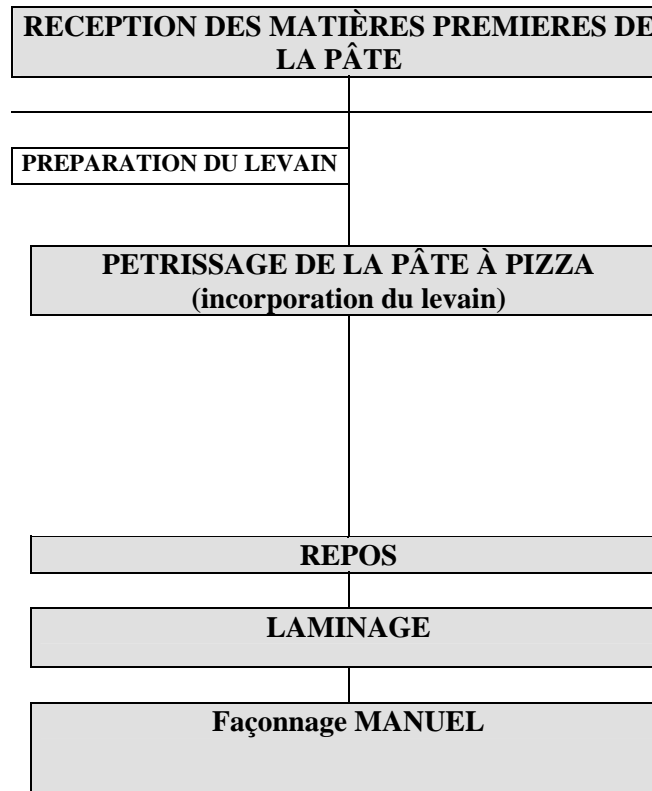 RECEPTION DES MATIÈRES PREMIERES DE
LA PÂTE
PREPARATION DU LEVAIN
PETRISSAGE DE LA PÂTE À PIZZA
(incorporation du levain)
REPOS
LAMINAGE
Façonnage MANUEL